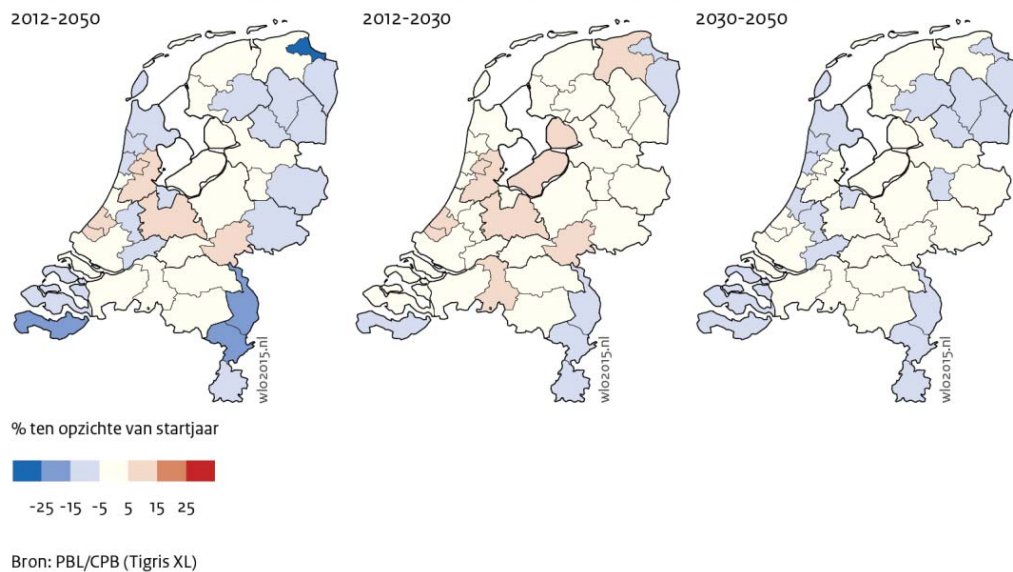 2012-2050
2012-2030
2030-2050
wlo2015.nl
wlo2015.nl
wlo2015.nl
% ten opzichte van startjaar
-25 -15 -5 5 15 25
Bron: PBL/CPB (Tigris XL)